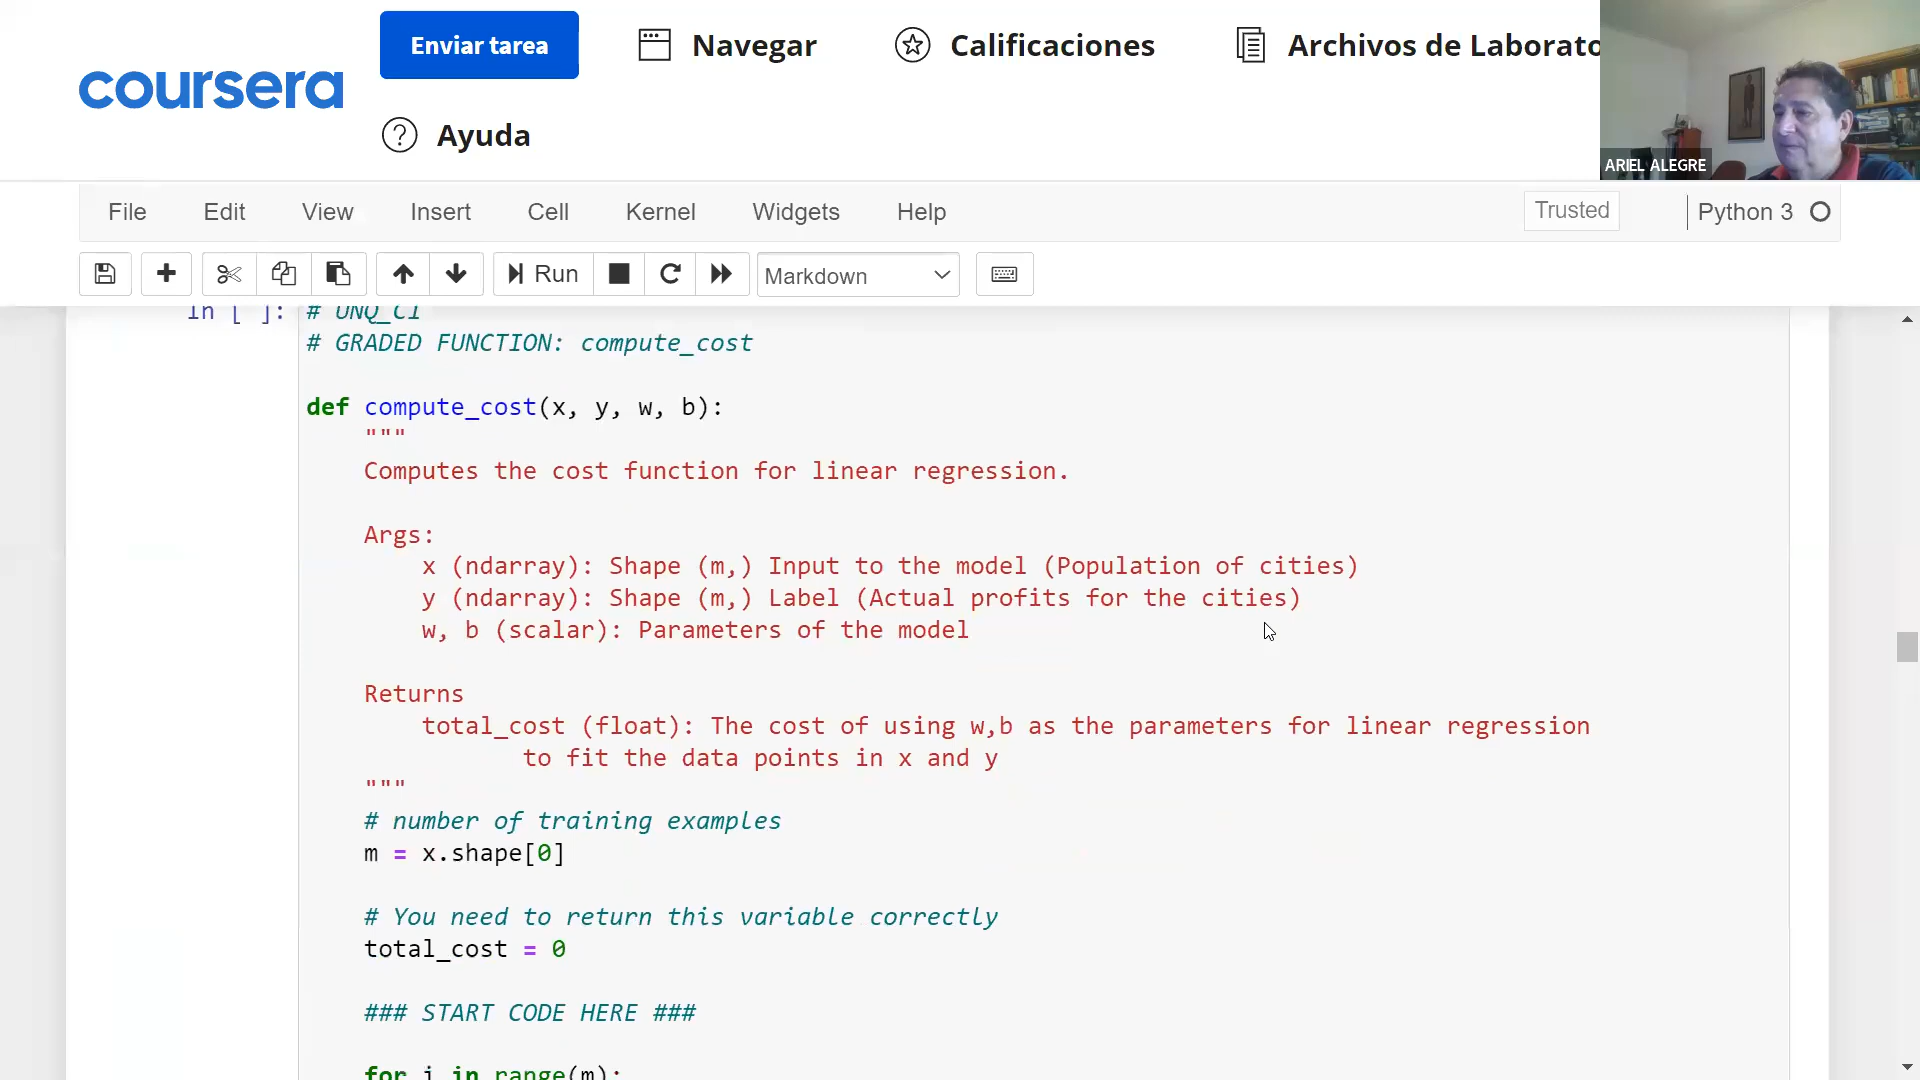 Enviar tarea
Navegar
Calificaciones
Archivos de Laborato
coursera
Ayuda
ARIEL ALEGRE
File Edit View Insert Cell Kernel Widgets Help
Trusted
Python 3
Run
Markdown
In [ ]: # UNQ_C1
# GRADED FUNCTION: compute_cost
def compute_cost(x, y, w, b):
"""
Computes the cost function for linear regression.
Args:
x (ndarray): Shape (m,) Input to the model (Population of cities)
y (ndarray): Shape (m,) Label (Actual profits for the cities)
w, b (scalar): Parameters of the model
Returns
total_cost (float): The cost of using w,b as the parameters for linear regression
to fit the data points in x and y
"""
# number of training examples
m = x.shape[0]
# You need to return this variable correctly
total_cost = 0
### START CODE HERE ###
for i in range(m):